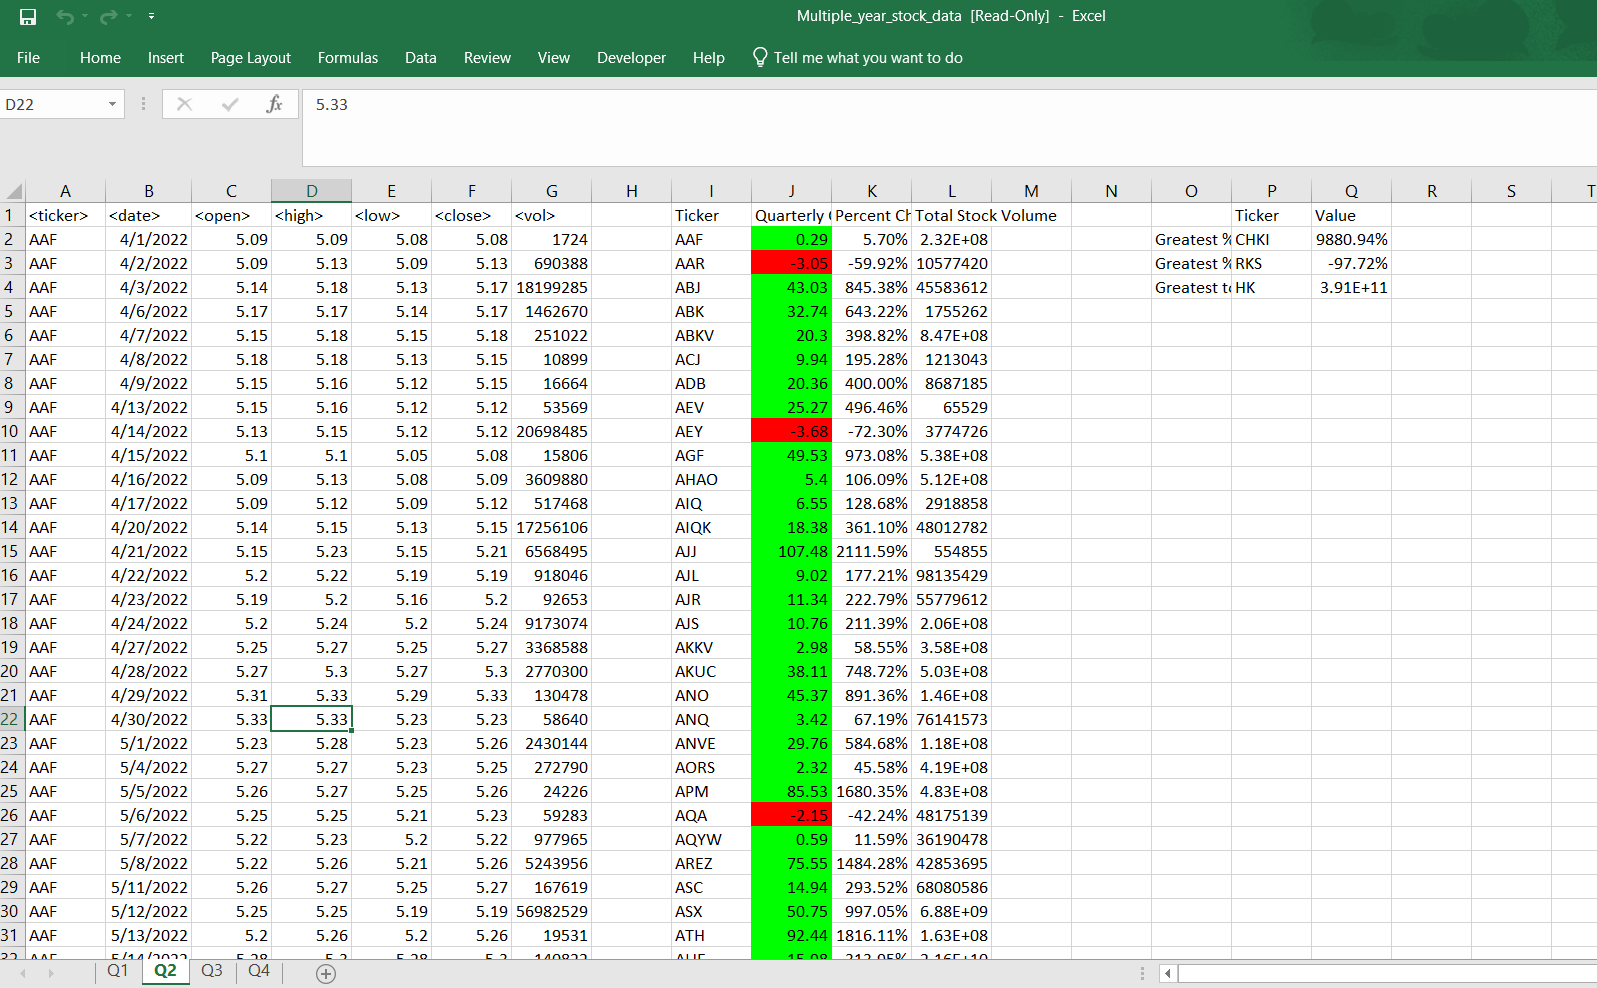 Multiple_year_stock_data [Read-Only] - Excel
File Home Insert Page Layout Formulas Data Review View Developer Help Tell me what you want to do
D22 fx 5.33
A B C D E F G H I J K L M N O P Q R S T
1 <ticker> <date> <open> <high> <low> <close> <vol> Ticker Quarterly ( Percent Ch Total Stock Volume Ticker Value
2 AAF 4/1/2022 5.09 5.09 5.08 5.08 1724 AAF 0.29 5.70% 2.32E+08 Greatest % CHKI 9880.94%
3 AAF 4/2/2022 5.09 5.13 5.09 5.13 690388 AAR -3.05 -59.92% 10577420 Greatest % RKS -97.72%
4 AAF 4/3/2022 5.14 5.18 5.13 5.17 18199285 ABJ 43.03 845.38% 45583612 Greatest to HK 3.91E+11
5 AAF 4/6/2022 5.17 5.17 5.14 5.17 1462670 ABK 32.74 643.22% 1755262
6 AAF 4/7/2022 5.15 5.18 5.15 5.18 251022 ABKV 20.3 398.82% 8.47E+08
7 AAF 4/8/2022 5.18 5.18 5.13 5.15 10899 ACJ 9.94 195.28% 1213043
8 AAF 4/9/2022 5.15 5.16 5.12 5.15 16664 ADB 20.36 400.00% 8687185
9 AAF 4/13/2022 5.15 5.16 5.12 5.12 53569 AEV 25.27 496.46% 65529
10 AAF 4/14/2022 5.13 5.15 5.12 5.12 20698485 AEY -3.68 -72.30% 3774726
11 AAF 4/15/2022 5.1 5.1 5.05 5.08 15806 AGF 49.53 973.08% 5.38E+08
12 AAF 4/16/2022 5.09 5.13 5.08 5.09 3609880 AHAO 5.4 106.09% 5.12E+08
13 AAF 4/17/2022 5.09 5.12 5.09 5.12 517468 AIQ 6.55 128.68% 2918858
14 AAF 4/20/2022 5.14 5.15 5.13 5.15 17256106 AIQK 18.38 361.10% 48012782
15 AAF 4/21/2022 5.15 5.23 5.15 5.21 6568495 AJJ 107.48 2111.59% 554855
16 AAF 4/22/2022 5.2 5.22 5.19 5.19 918046 AJL 9.02 177.21% 98135429
17 AAF 4/23/2022 5.19 5.2 5.16 5.2 92653 AJR 11.34 222.79% 55779612
18 AAF 4/24/2022 5.2 5.24 5.2 5.24 9173074 AJS 10.76 211.39% 2.06E+08
19 AAF 4/27/2022 5.25 5.27 5.25 5.27 3368588 AKKV 2.98 58.55% 3.58E+08
20 AAF 4/28/2022 5.27 5.3 5.27 5.3 2770300 AKUC 38.11 748.72% 5.03E+08
21 AAF 4/29/2022 5.31 5.33 5.29 5.33 130478 ANO 45.37 891.36% 1.46E+08
22 AAF 4/30/2022 5.33 5.33 5.23 5.23 58640 ANQ 3.42 67.19% 76141573
23 AAF 5/1/2022 5.23 5.28 5.23 5.26 2430144 ANVE 29.76 584.68% 1.18E+08
24 AAF 5/4/2022 5.27 5.27 5.23 5.25 272790 AORS 2.32 45.58% 4.19E+08
25 AAF 5/5/2022 5.26 5.27 5.25 5.26 24226 APM 85.53 1680.35% 4.83E+08
26 AAF 5/6/2022 5.25 5.25 5.21 5.23 59283 AQA -2.15 -42.24% 48175139
27 AAF 5/7/2022 5.22 5.23 5.2 5.22 977965 AQYW 0.59 11.59% 36190478
28 AAF 5/8/2022 5.22 5.26 5.21 5.26 5243956 AREZ 75.55 1484.28% 42853695
29 AAF 5/11/2022 5.26 5.27 5.25 5.27 167619 ASC 14.94 293.52% 68080586
30 AAF 5/12/2022 5.25 5.25 5.19 5.19 56982529 ASX 50.75 997.05% 6.88E+09
31 AAF 5/13/2022 5.2 5.26 5.2 5.26 19531 ATH 92.44 1816.11% 1.63E+08
32 AAF 5/14/2022 5.28 5.3 5.28
Q1 Q2 Q3 Q4